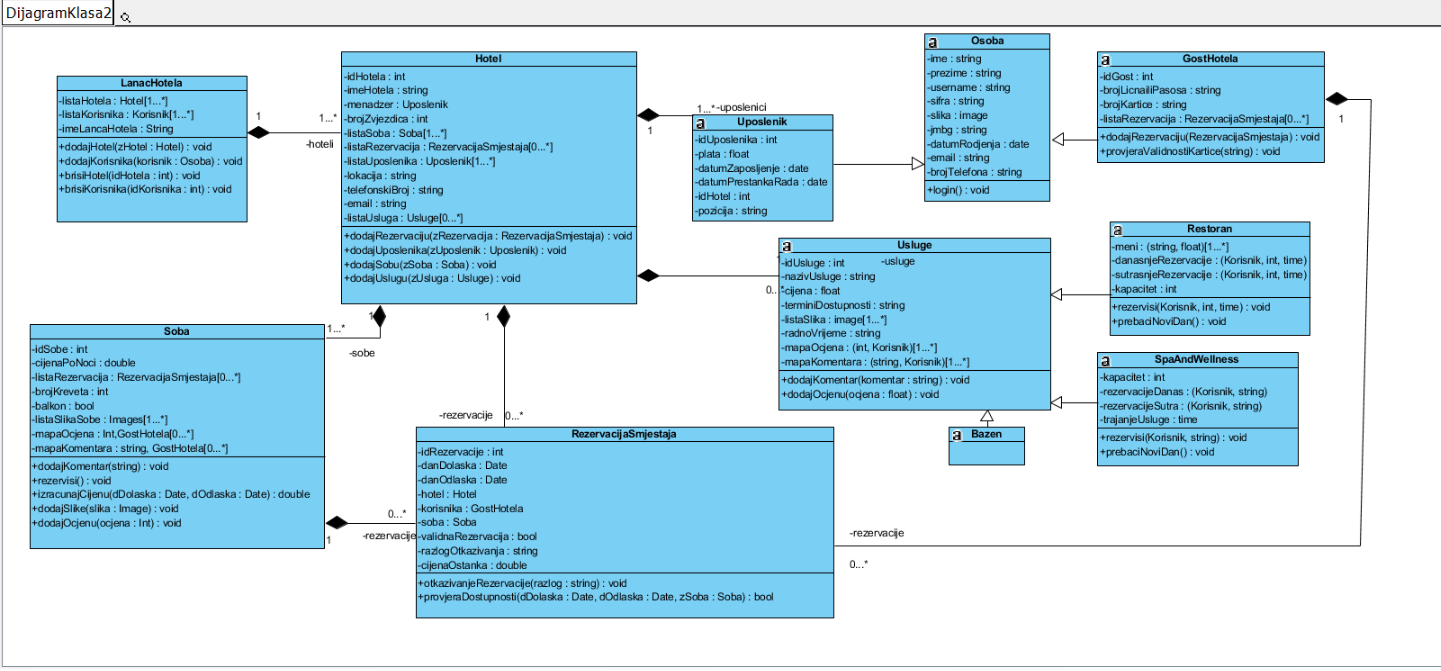 DijagramKlasa2
LanacHotela
-listaHotela : Hotel[1...*]
-listaKorisnika : Korisnik[1...*]
-imeLancaHotela : String
+dodajHotel(zHotel : Hotel) : void
+dodajKorisnika(korisnik : Osoba) : void
+brisiHotel(idHotela : int) : void
+brisiKorisnika(idKorisnika : int) : void
1
1...*
-hoteli
Hotel
-idHotela : int
-imeHotela : string
-menadzer : Uposlenik
-brojZvjezdica : int
-listaSoba : Soba[1...*]
-listaRezervacija : RezervacijaSmjestaja[0...*]
-listaUposlenika : Uposlenik[1...*]
-lokacija : string
-telefonskiBroj : string
-email : string
-listaUsluga : Usluge[0...*]
+dodajRezervaciju(zRezervacija : RezervacijaSmjestaja) : void
+dodajUposlenika(zUposlenik : Uposlenik) : void
+dodajSobu(zSoba : Soba) : void
+dodajUslugu(zUsluga : Usluge) : void
1
1...*
-uposlenici
a
Uposlenik
-idUposlenika : int
-plata : float
-datumZaposljenje : date
-datumPrestankaRada : date
-idHotel : int
-pozicija : string
a
Osoba
-ime : string
-prezime : string
-username : string
-sifra : string
-slika : image
-jmbg : string
-datumRodjenja : date
-email : string
-brojTelefona : string
+login() : void
a
GostHotela
-idGost : int
-brojLicnailiPasosa : string
-brojKartice : string
-listaRezervacija : RezervacijaSmjestaja[0...*]
+dodajRezervaciju(RezervacijaSmjestaja) : void
+provjeraValidnostiKartice(string) : void
1
a
Usluge
-idUsluge : int
-usluge
-nazivUsluge : string
0...*
-cijena : float
-terminiDostupnosti : string
-listaSlika : image[1...*]
-radnoVrijeme : string
-mapaOcjena : (int, Korisnik)[1...*]
-mapaKomentara : (string, Korisnik)[1...*]
+dodajKomentar(komentar : string) : void
+dodajOcjenu(ocjena : float) : void
a
Restoran
-meni : (string, float)[1...*]
-danasnjeRezervacije : (Korisnik, int, time)
-sutrasnjeRezervacije : (Korisnik, int, time)
-kapacitet : int
+rezervisi(Korisnik, int, time) : void
+prebaciNoviDan() : void
a
SpaAndWellness
-kapacitet : int
-rezervacijeDanas : (Korisnik, string)
-rezervacijeSutra : (Korisnik, string)
-trajanjeUsluge : time
+rezervisi(Korisnik, string) : void
+prebaciNoviDan() : void
a
Bazen
1
1...*
-sobe
1
-rezervacije
0...*
Soba
-idSobe : int
-cijenaPoNoci : double
-listaRezervacija : RezervacijaSmjestaja[0...*]
-brojKreveta : int
-balkon : bool
-listaSlikaSobe : Images[1...*]
-mapaOcjena : Int,GostHotela[0...*]
-mapaKomentara : string, GostHotela[0...*]
+dodajKomentar(string) : void
+rezervisi() : void
+izracunajCijenu(dDolaska : Date, dOdlaska : Date) : double
+dodajSlike(slika : Image) : void
+dodajOcjenu(ocjena : Int) : void
1
0...*
-rezervacije
RezervacijaSmjestaja
-idRezervacije : int
-danDolaska : Date
-danOdlaska : Date
-hotel : Hotel
-korisnika : GostHotela
-soba : Soba
-validnaRezervacija : bool
-razlogOtkazivanja : string
-cijenaOstanka : double
+otkazivanjeRezervacije(razlog : string) : void
+provjeraDostupnosti(dDolaska : Date, dOdlaska : Date, zSoba : Soba) : bool
-rezervacije
0...*